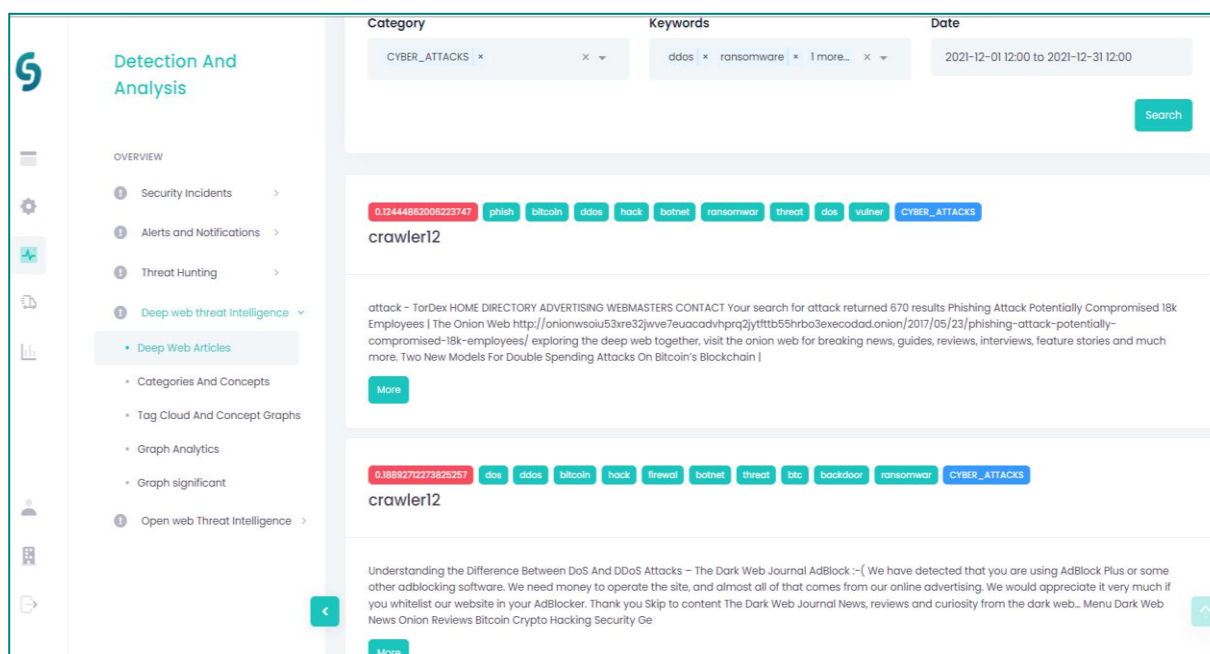 Detection And
Analysis
OVERVIEW
Security Incidents
Alerts and Notifications
Threat Hunting
Deep web threat Intelligence
Deep Web Articles
Categories And Concepts
Tag Cloud And Concept Graphs
Graph Analytics
Graph significant
Open web Threat Intelligence
Category Keywords Date
CYBER_ATTACKS × × ddos × ransomware × 1 more... × 2021-12-01 12:00 to 2021-12-31 12:00
Search
0.12444862006223747 phish bitcoin ddos hack botnet ransomwar threat dos vulner CYBER_ATTACKS
crawler12
attack - TorDex HOME DIRECTORY ADVERTISING WEBMASTERS CONTACT Your search for attack returned 670 results Phishing Attack Potentially Compromised 18k
Employees | The Onion Web http://onionwsoiu53xre32jwve7euacadvhprq2jytfttb55hrbo3execodad.onion/2017/05/23/phishing-attack-potentially-
compromised-18k-employees/ exploring the deep web together, visit the onion web for breaking news, guides, reviews, interviews, feature stories and much
more. Two New Models For Double Spending Attacks On Bitcoin's Blockchain |
More
0.18892712273825257 dos ddos bitcoin hack firewal botnet threat btc backdoor ransomwar CYBER_ATTACKS
crawler12
Understanding the Difference Between DoS And DDoS Attacks – The Dark Web Journal AdBlock :-( We have detected that you are using AdBlock Plus or some
other adblocking software. We need money to operate the site, and almost all of that comes from our online advertising. We would appreciate it very much if
you whitelist our website in your AdBlocker. Thank you Skip to content The Dark Web Journal News, reviews and curiosity from the dark web… Menu Dark Web
News Onion Reviews Bitcoin Crypto Hacking Security Ge
More